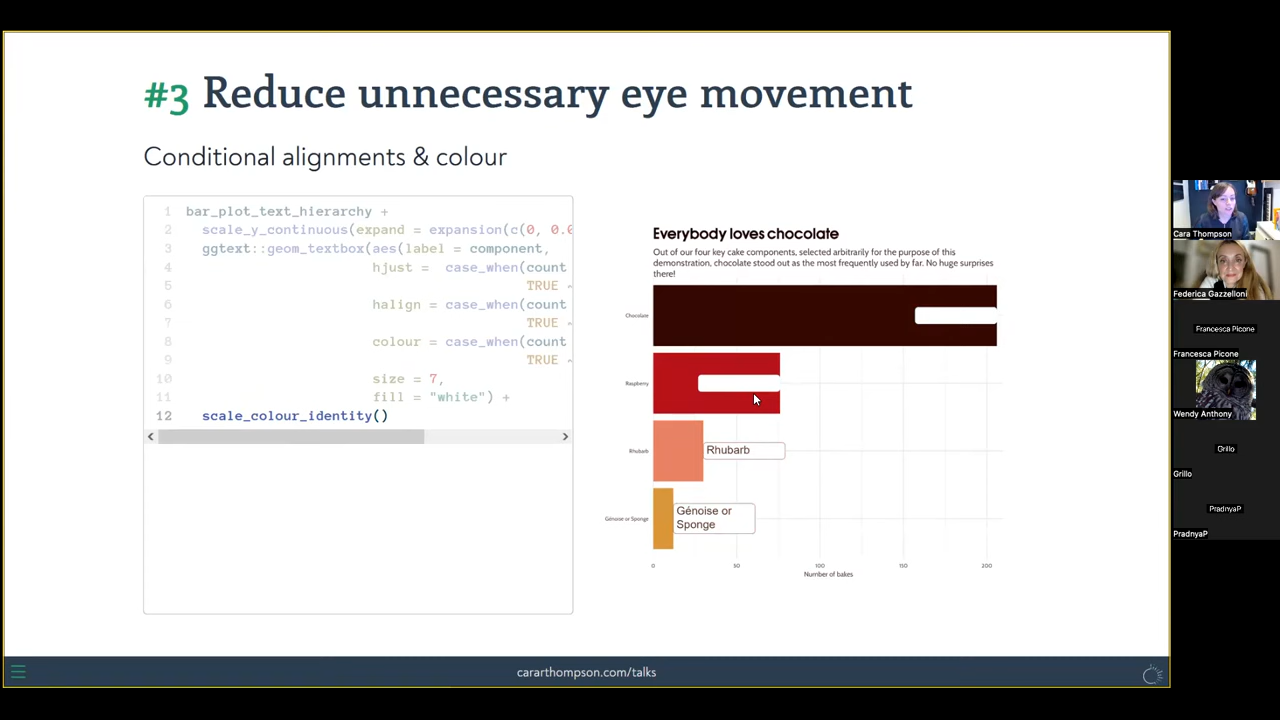 #3 Reduce unnecessary eye movement
Conditional alignments & colour
1 bar_plot_text_hierarchy +
2 scale_y_continuous(expand = expansion(c(0, 0.0
3 ggtext::geom_textbox(aes(label = component,
4 hjust = case_when(count
5 TRUE ~
6 halign = case_when(count
7 TRUE ~
8 colour = case_when(count
9 TRUE ~
10 size = 7,
11 fill = "white") +
12 scale_colour_identity()
Everybody loves chocolate
Out of our four key cake components, selected arbitrarily for the purpose of this
demonstration, chocolate stood out as the most frequently used by far. No huge surprises
there!
Chocolate
Raspberry
Rhubarb
Rhubarb
Génoise or Sponge
Génoise or
Sponge
0 50 100 150 200
Number of bakes
cararthompson.com/talks
Cara Thompson
Federica Gazzelloni
Francesca Picone
Francesca Picone
Wendy Anthony
Grillo
Grillo
PradnyaP
PradnyaP